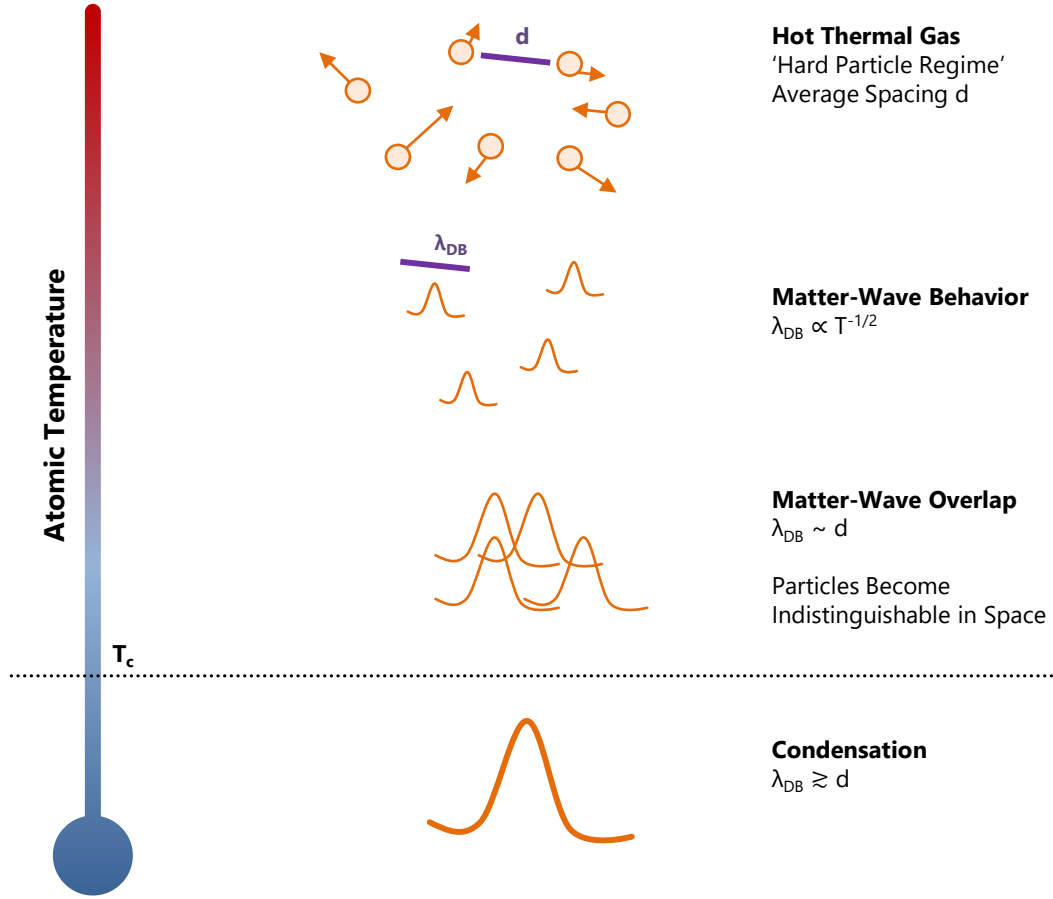 d
Hot Thermal Gas
‘Hard Particle Regime’
Average Spacing d
λDB
Matter-Wave Behavior
λDB ∝ T-1/2
Atomic Temperature
Matter-Wave Overlap
λDB ~ d
Particles Become
Indistinguishable in Space
Tc
Condensation
λDB ≳ d